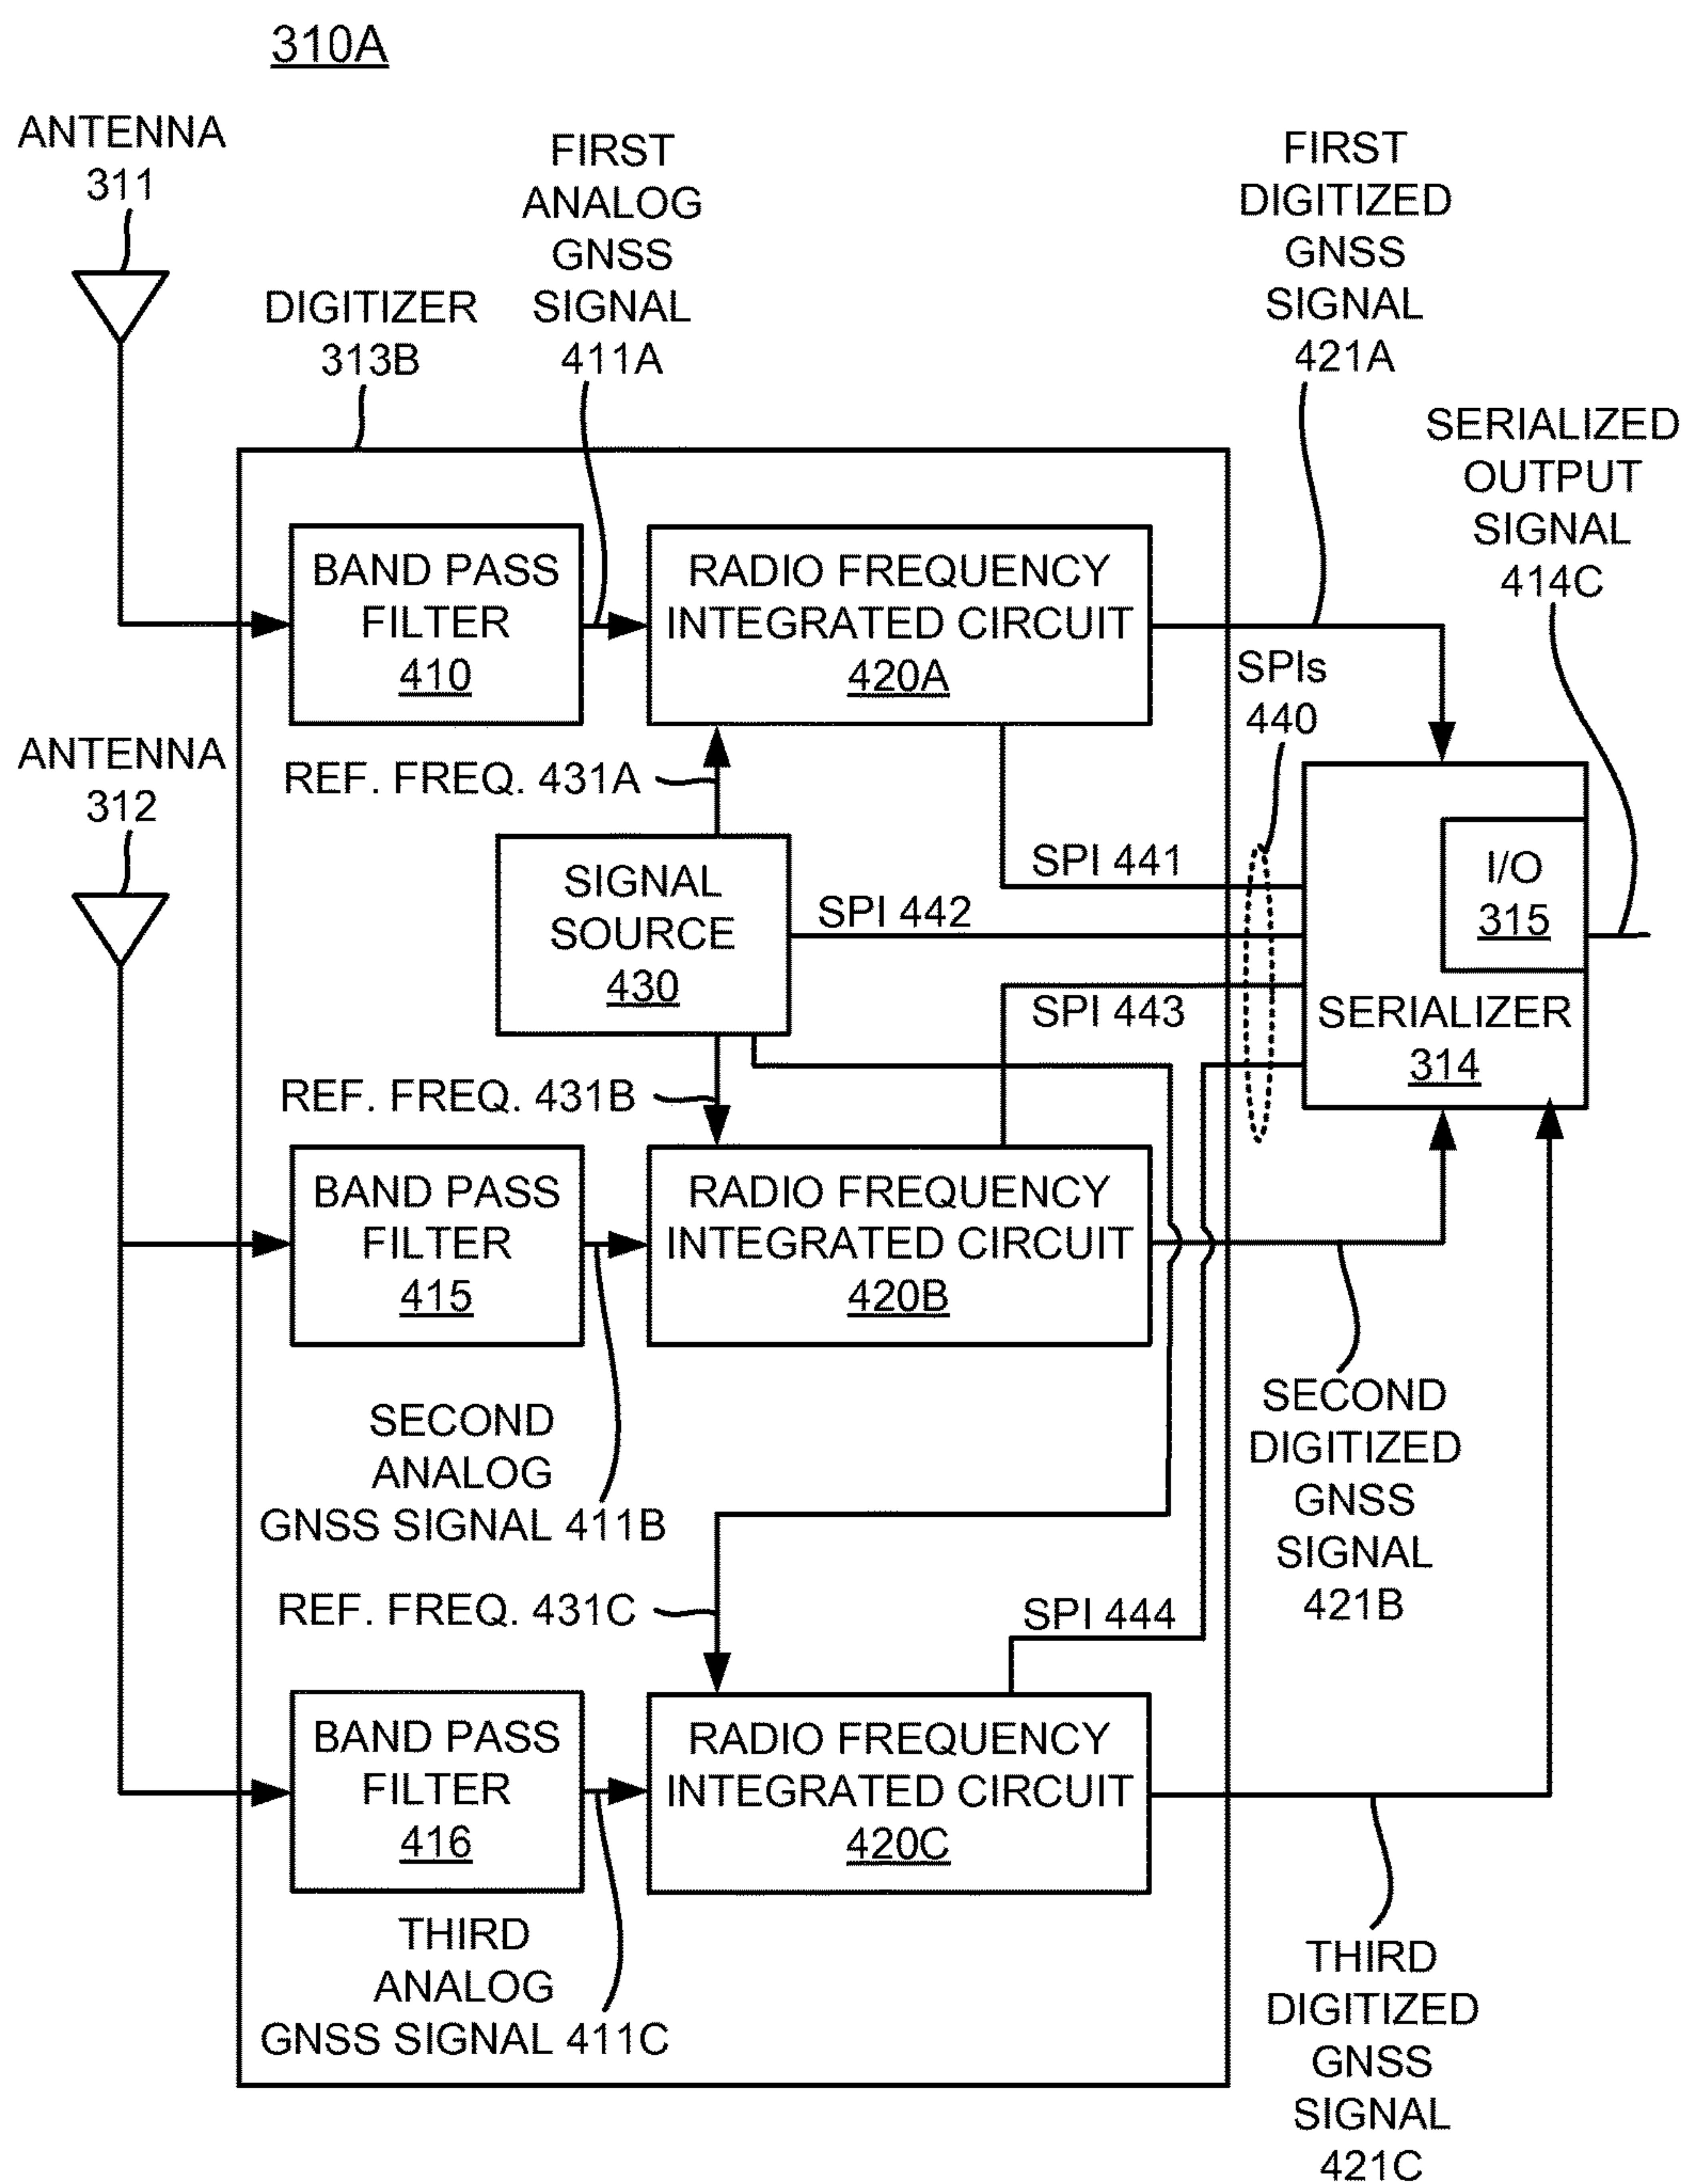 310A
ANTENNA
311
FIRST
ANALOG
GNSS
SIGNAL
411A
FIRST
DIGITIZED
GNSS
SIGNAL
421A
DIGITIZER
313B
SERIALIZED
OUTPUT
SIGNAL
414C
BAND PASS
FILTER
410
RADIO FREQUENCY
INTEGRATED CIRCUIT
420A
SPIs
440
ANTENNA
312
REF. FREQ. 431A
SIGNAL
SOURCE
430
SPI 441
SPI 442
SPI 443
I/O
315
SERIALIZER
314
REF. FREQ. 431B
BAND PASS
FILTER
415
RADIO FREQUENCY
INTEGRATED CIRCUIT
420B
SECOND
ANALOG
GNSS SIGNAL 411B
SECOND
DIGITIZED
GNSS
SIGNAL
421B
REF. FREQ. 431C
SPI 444
BAND PASS
FILTER
416
RADIO FREQUENCY
INTEGRATED CIRCUIT
420C
THIRD
ANALOG
GNSS SIGNAL 411C
THIRD
DIGITIZED
GNSS
SIGNAL
421C